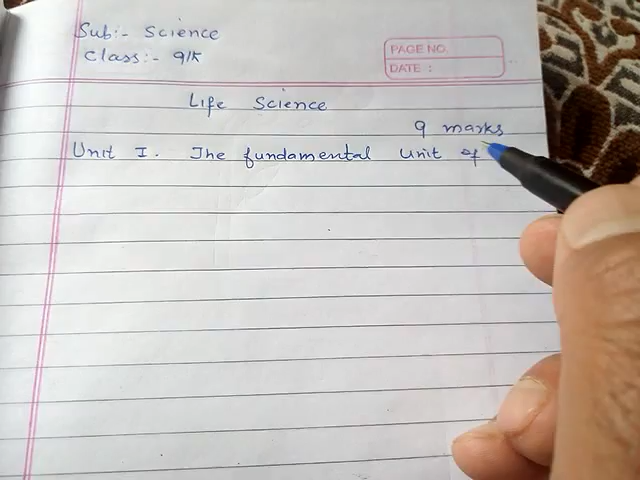 Sub:- Science
Class:- 9th
PAGE NO.
DATE :
Life Science
9 marks
Unit I. The fundamental Unit of